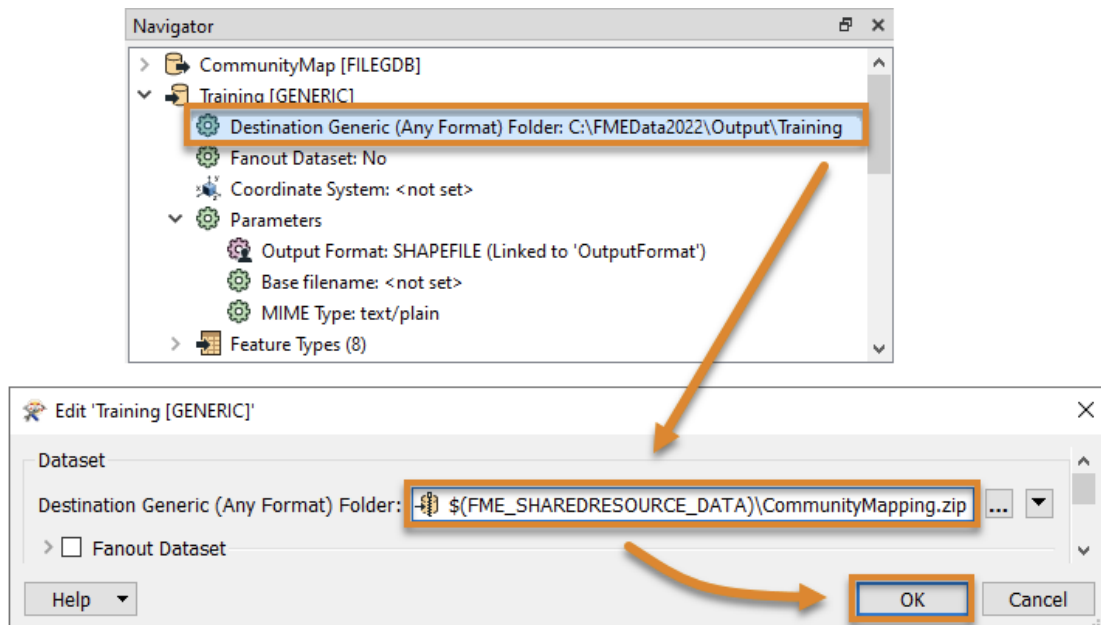 Navigator
CommunityMap [FILEGDB]
Training [GENERIC]
Destination Generic (Any Format) Folder: C:\FMEData2022\Output\Training
Fanout Dataset: No
Coordinate System: <not set>
Parameters
Output Format: SHAPEFILE (Linked to 'OutputFormat')
Base filename: <not set>
MIME Type: text/plain
Feature Types (8)
Edit 'Training [GENERIC]'
Dataset
Destination Generic (Any Format) Folder: $(FME_SHAREDRESOURCE_DATA)\CommunityMapping.zip ...
Fanout Dataset
Help OK Cancel